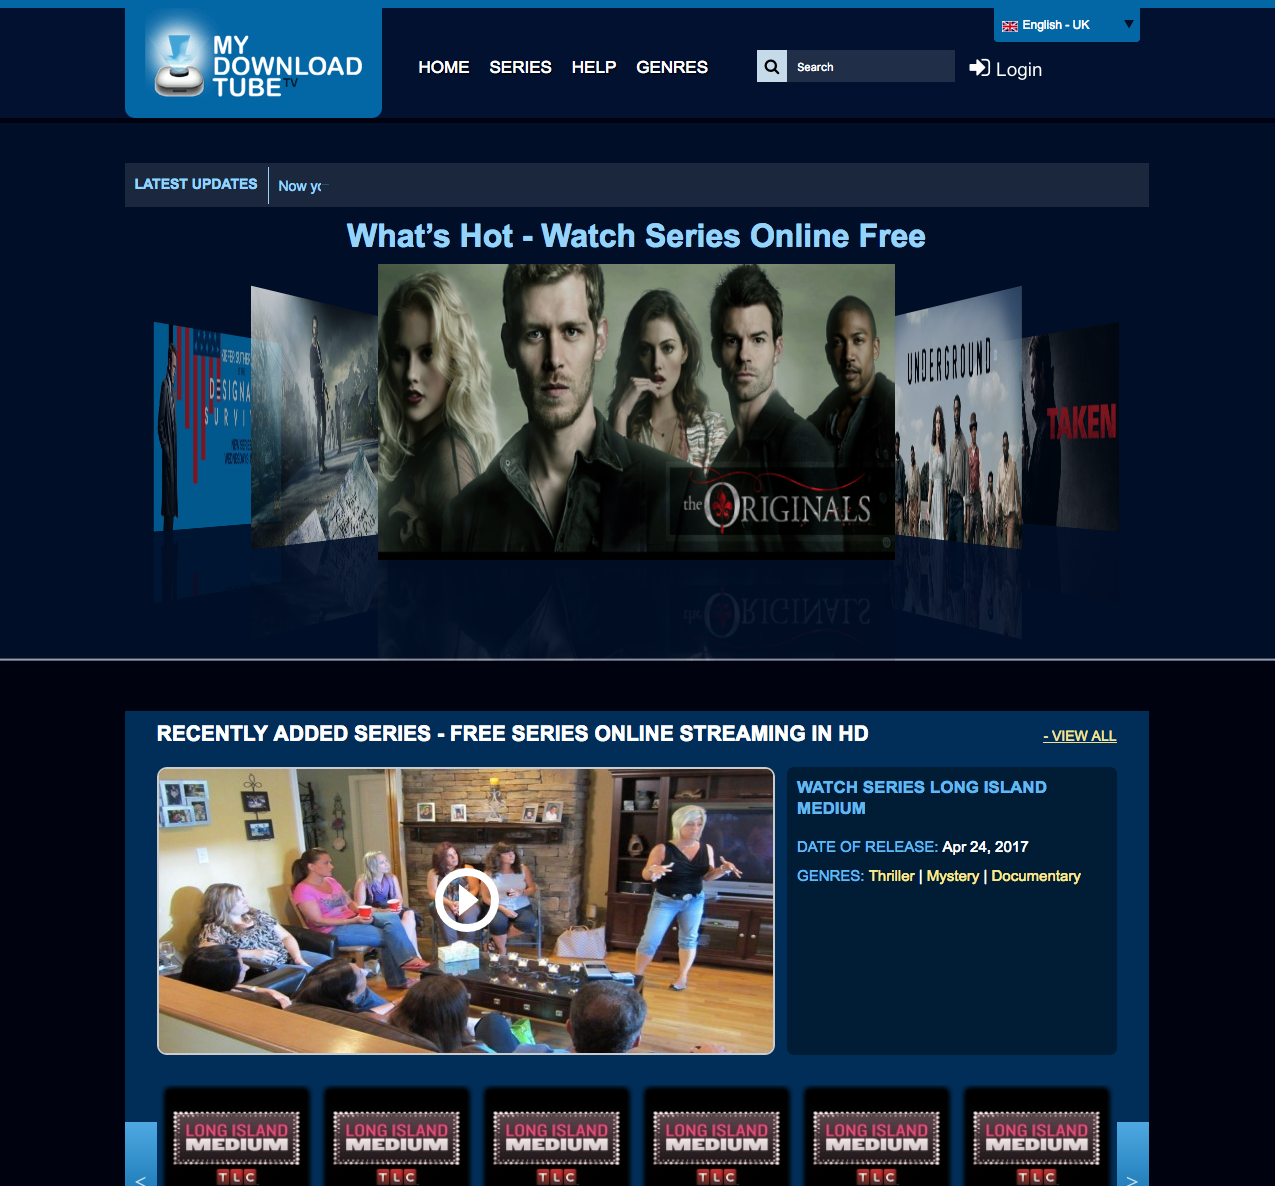 English - UK
MY
DOWNLOAD
TUBE TV
HOME SERIES HELP GENRES
Search
Login
LATEST UPDATES
Now
What's Hot - Watch Series Online Free
DESIGNA
SURVI
the ORIGINALS
UNDERGROUND
TAKEN
RECENTLY ADDED SERIES - FREE SERIES ONLINE STREAMING IN HD
- VIEW ALL
WATCH SERIES LONG ISLAND
MEDIUM
DATE OF RELEASE: Apr 24, 2017
GENRES: Thriller | Mystery | Documentary
LONG ISLAND
MEDIUM
TLC
LONG ISLAND
MEDIUM
TLC
LONG ISLAND
MEDIUM
TLC
LONG ISLAND
MEDIUM
TLC
LONG ISLAND
MEDIUM
TLC
LONG ISLAND
MEDIUM
TLC
< >